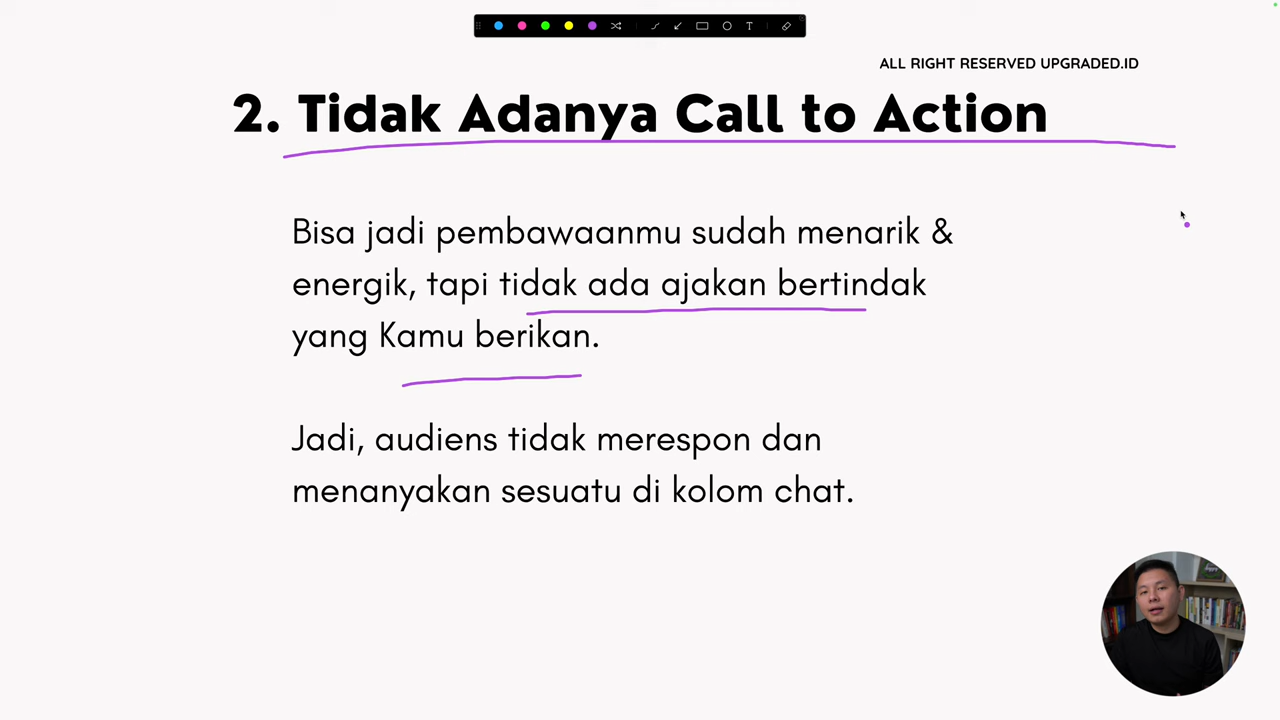 ALL RIGHT RESERVED UPGRADED.ID
2. Tidak Adanya Call to Action
Bisa jadi pembawaanmu sudah menarik &
energik, tapi tidak ada ajakan bertindak
yang Kamu berikan.
Jadi, audiens tidak merespon dan
menanyakan sesuatu di kolom chat.